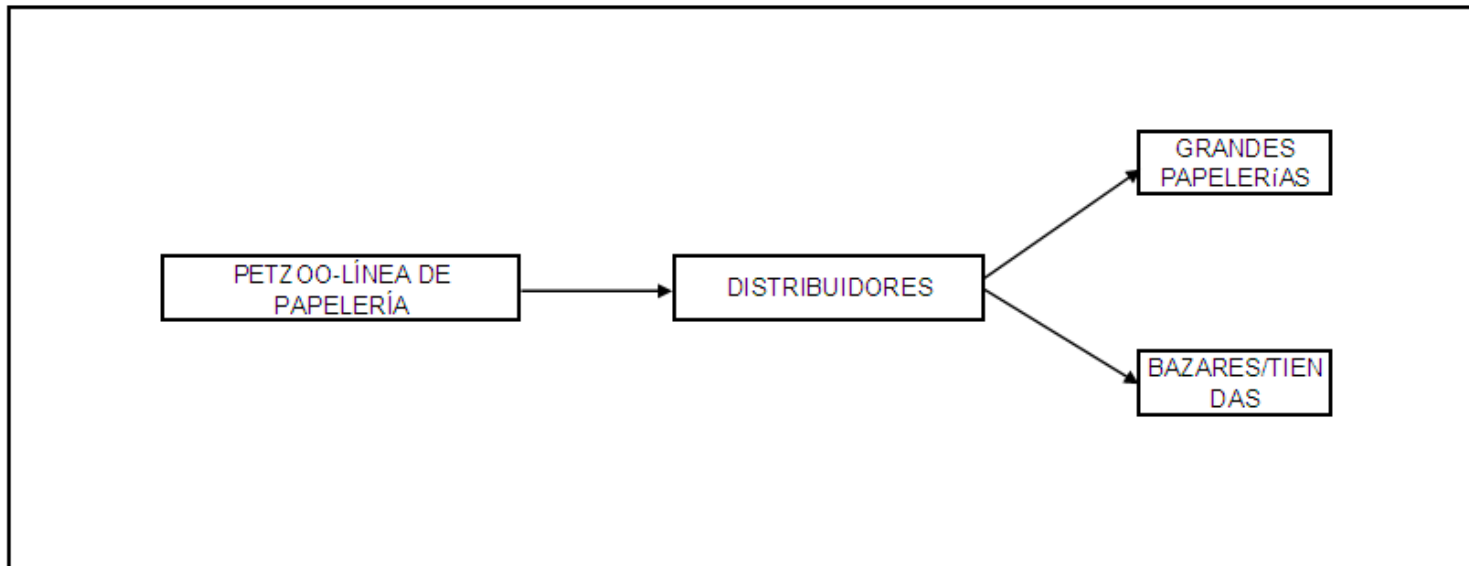 GRANDES
PAPELERíAS
PETZOO-LÍNEA DE
PAPELERÍA
DISTRIBUIDORES
BAZARES/TIEN
DAS